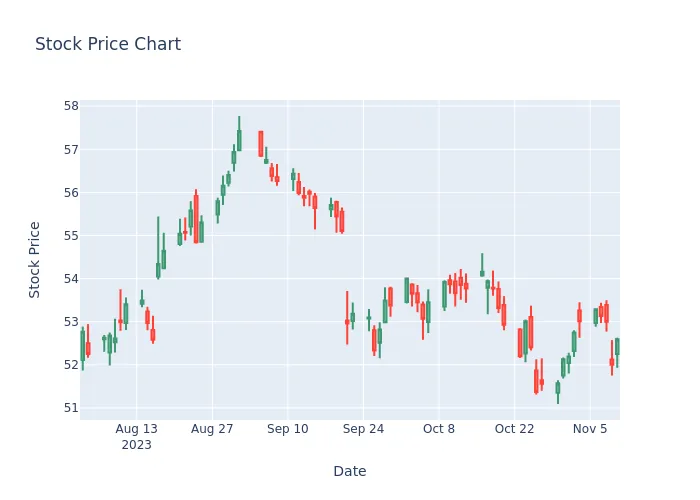 Stock Price Chart
58
57
56
55
54
53
52
51
Stock Price
Aug 13
2023
Aug 27
Sep 10
Sep 24
Oct 8
Oct 22
Nov 5
Date